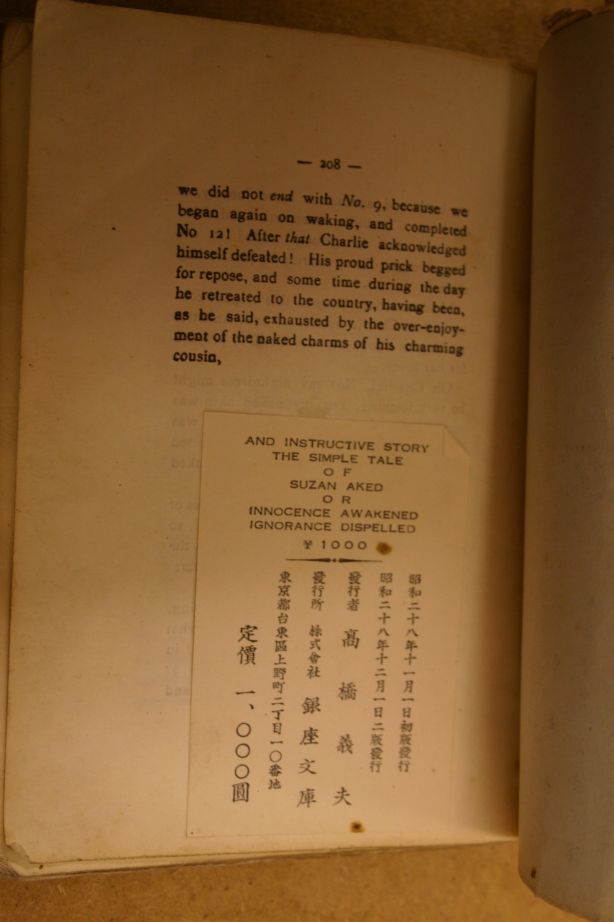 — 208 —
we did not end with No. 9, because we
began again on waking, and completed
No 12! After that Charlie acknowledged
himself defeated! His proud prick begged
for repose, and some time during the day
he retreated to the country, having been,
as he said, exhausted by the over-enjoy-
ment of the naked charms of his charming
cousin,
AND INSTRUCTIVE STORY
THE SIMPLE TALE
OF
SUZAN AKED
OR
INNOCENCE AWAKENED
IGNORANCE DISPELLED
¥1000
昭和二十八年十一月一日初版發行
昭和二十八年十二月一日二版發行
發行者 高橋義夫
發行所 株式會社 銀座文庫
東京都台東區上野町二丁目一〇番地
定價 一、〇〇〇圓